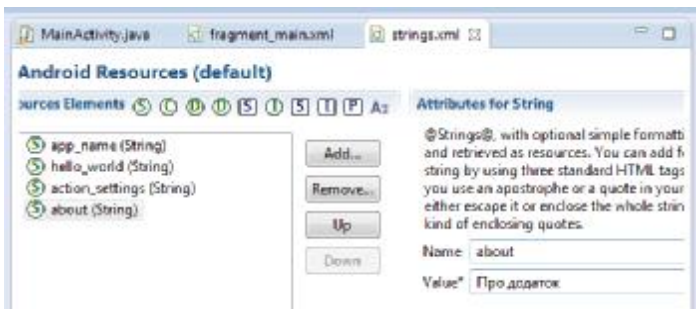 MainActivity.java fragment_main.xml strings.xml
Android Resources (default)
urces Elements S C D D S I S T P Az
Attributes for String
S app_name (String)
S hello_world (String)
S action_settings (String)
S about (String)
Add...
Remove...
Up
Down
@Strings@, with optional simple formatti
and retrieved as resources. You can add f
string by using three standard HTML tags
you use an apostrophe or a quote in your
either escape it or enclose the whole strin
kind of enclosing quotes.
Name about
Value* Про додаток